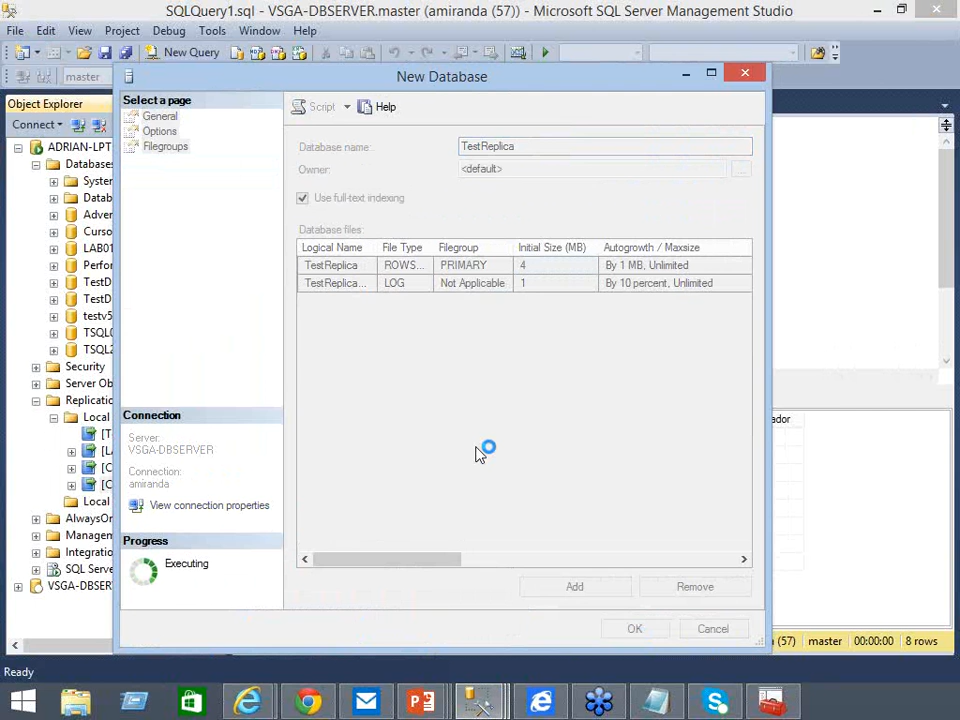 SQLQuery1.sql - VSGA-DBSERVER.master (amiranda (57)) - Microsoft SQL Server Management Studio
File Edit View Project Debug Tools Window Help
New Query
master
New Database
Object Explorer
Connect
ADRIAN-LPT
Databases
Syster
Datab
Adver
Curso
LAB01
Perfo
TestD
TestD
testv5
TSQL
TSQL2
Security
Server Ob
Replicatio
Local
[T
[LA
[C
[C
Local
AlwaysOn
Managem
Integratio
SQL Serve
VSGA-DBSER
Select a page
General
Options
Filegroups
Script
Help
Database name: TestReplica
Owner: <default>
...
Use full-text indexing
Database files:
Logical Name File Type Filegroup Initial Size (MB) Autogrowth / Maxsize
TestReplica ROWS... PRIMARY 4 By 1 MB, Unlimited
TestReplica... LOG Not Applicable 1 By 10 percent, Unlimited
Connection
Server:
VSGA-DBSERVER
Connection:
amiranda
View connection properties
Progress
Executing
Add Remove
OK Cancel
ador
(57) master 00:00:00 8 rows
Ready